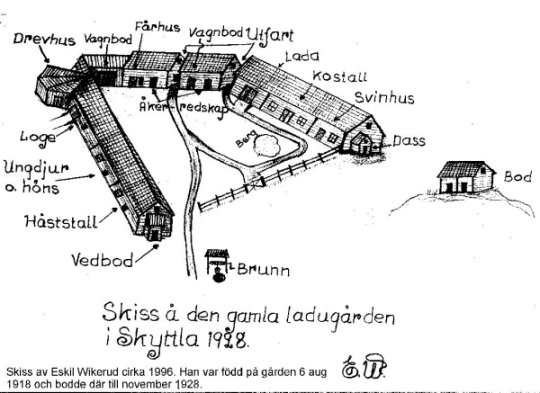 Drevhus
Vagnbod
Fårhus
Vagnbod
Utfart
Lada
Kostall
Svinhus
Åker-redskap
Loge
Berg
Dass
Ungdjur
o. höns
Bod
Häststall
Vedbod
Brunn
Skiss å den gamla ladugården
i Skyttla 1928.
E.W.
Skiss av Eskil Wikerud cirka 1996. Han var född på gården 6 aug
1918 och bodde där till november 1928.